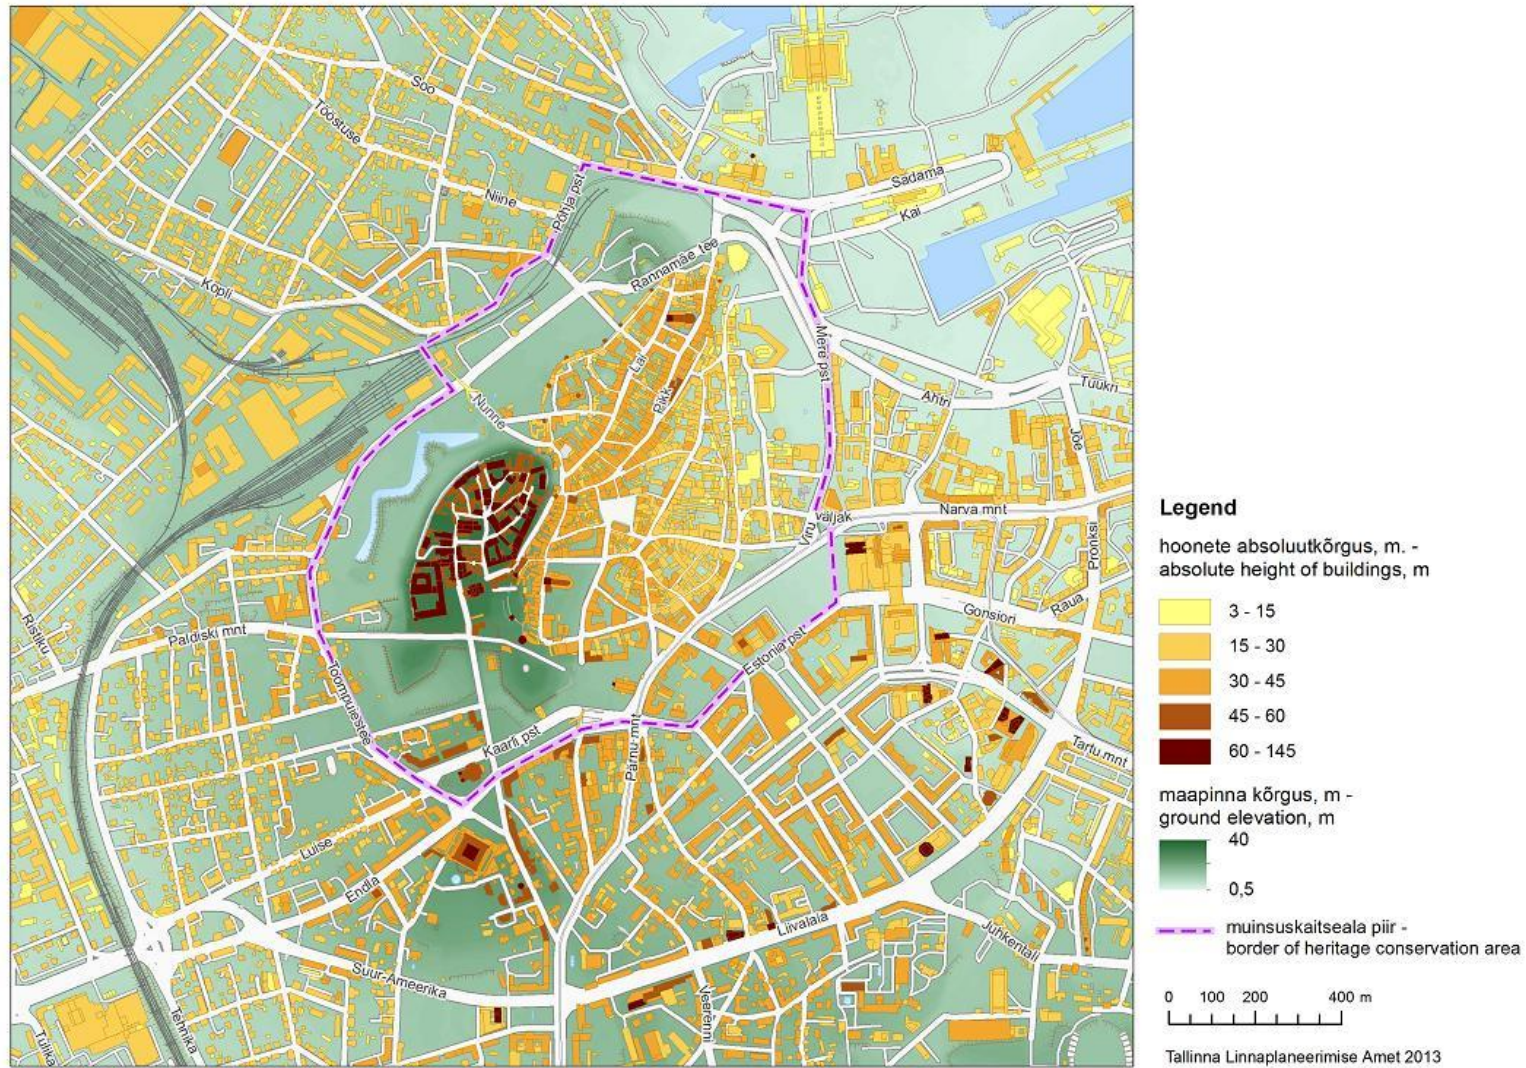 Soo
Tööstuse
Niine
Põhja pst
Sadama
Kai
Rannamäe tee
Kopli
Mere pst
Lai
Pikk
Nunne
Ahtri
Tuukri
Jõe
Narva mnt
Viru
väljak
Pronksi
Gonsiori
Raua
Ristiku
Paldiski mnt
Toompuiestee
Estonia pst
Kaarli pst
Pärnu mnt
Tartu mnt
Luise
Endla
Liivalaia
Juhkentali
Suur-Ameerika
Veerenni
Tehnika
Tulika
Legend
hoonete absoluutkõrgus, m. -
absolute height of buildings, m
3 - 15
15 - 30
30 - 45
45 - 60
60 - 145
maapinna kõrgus, m -
ground elevation, m
40
0,5
muinsuskaitseala piir -
border of heritage conservation area
0 100 200 400 m
Tallinna Linnaplaneerimise Amet 2013